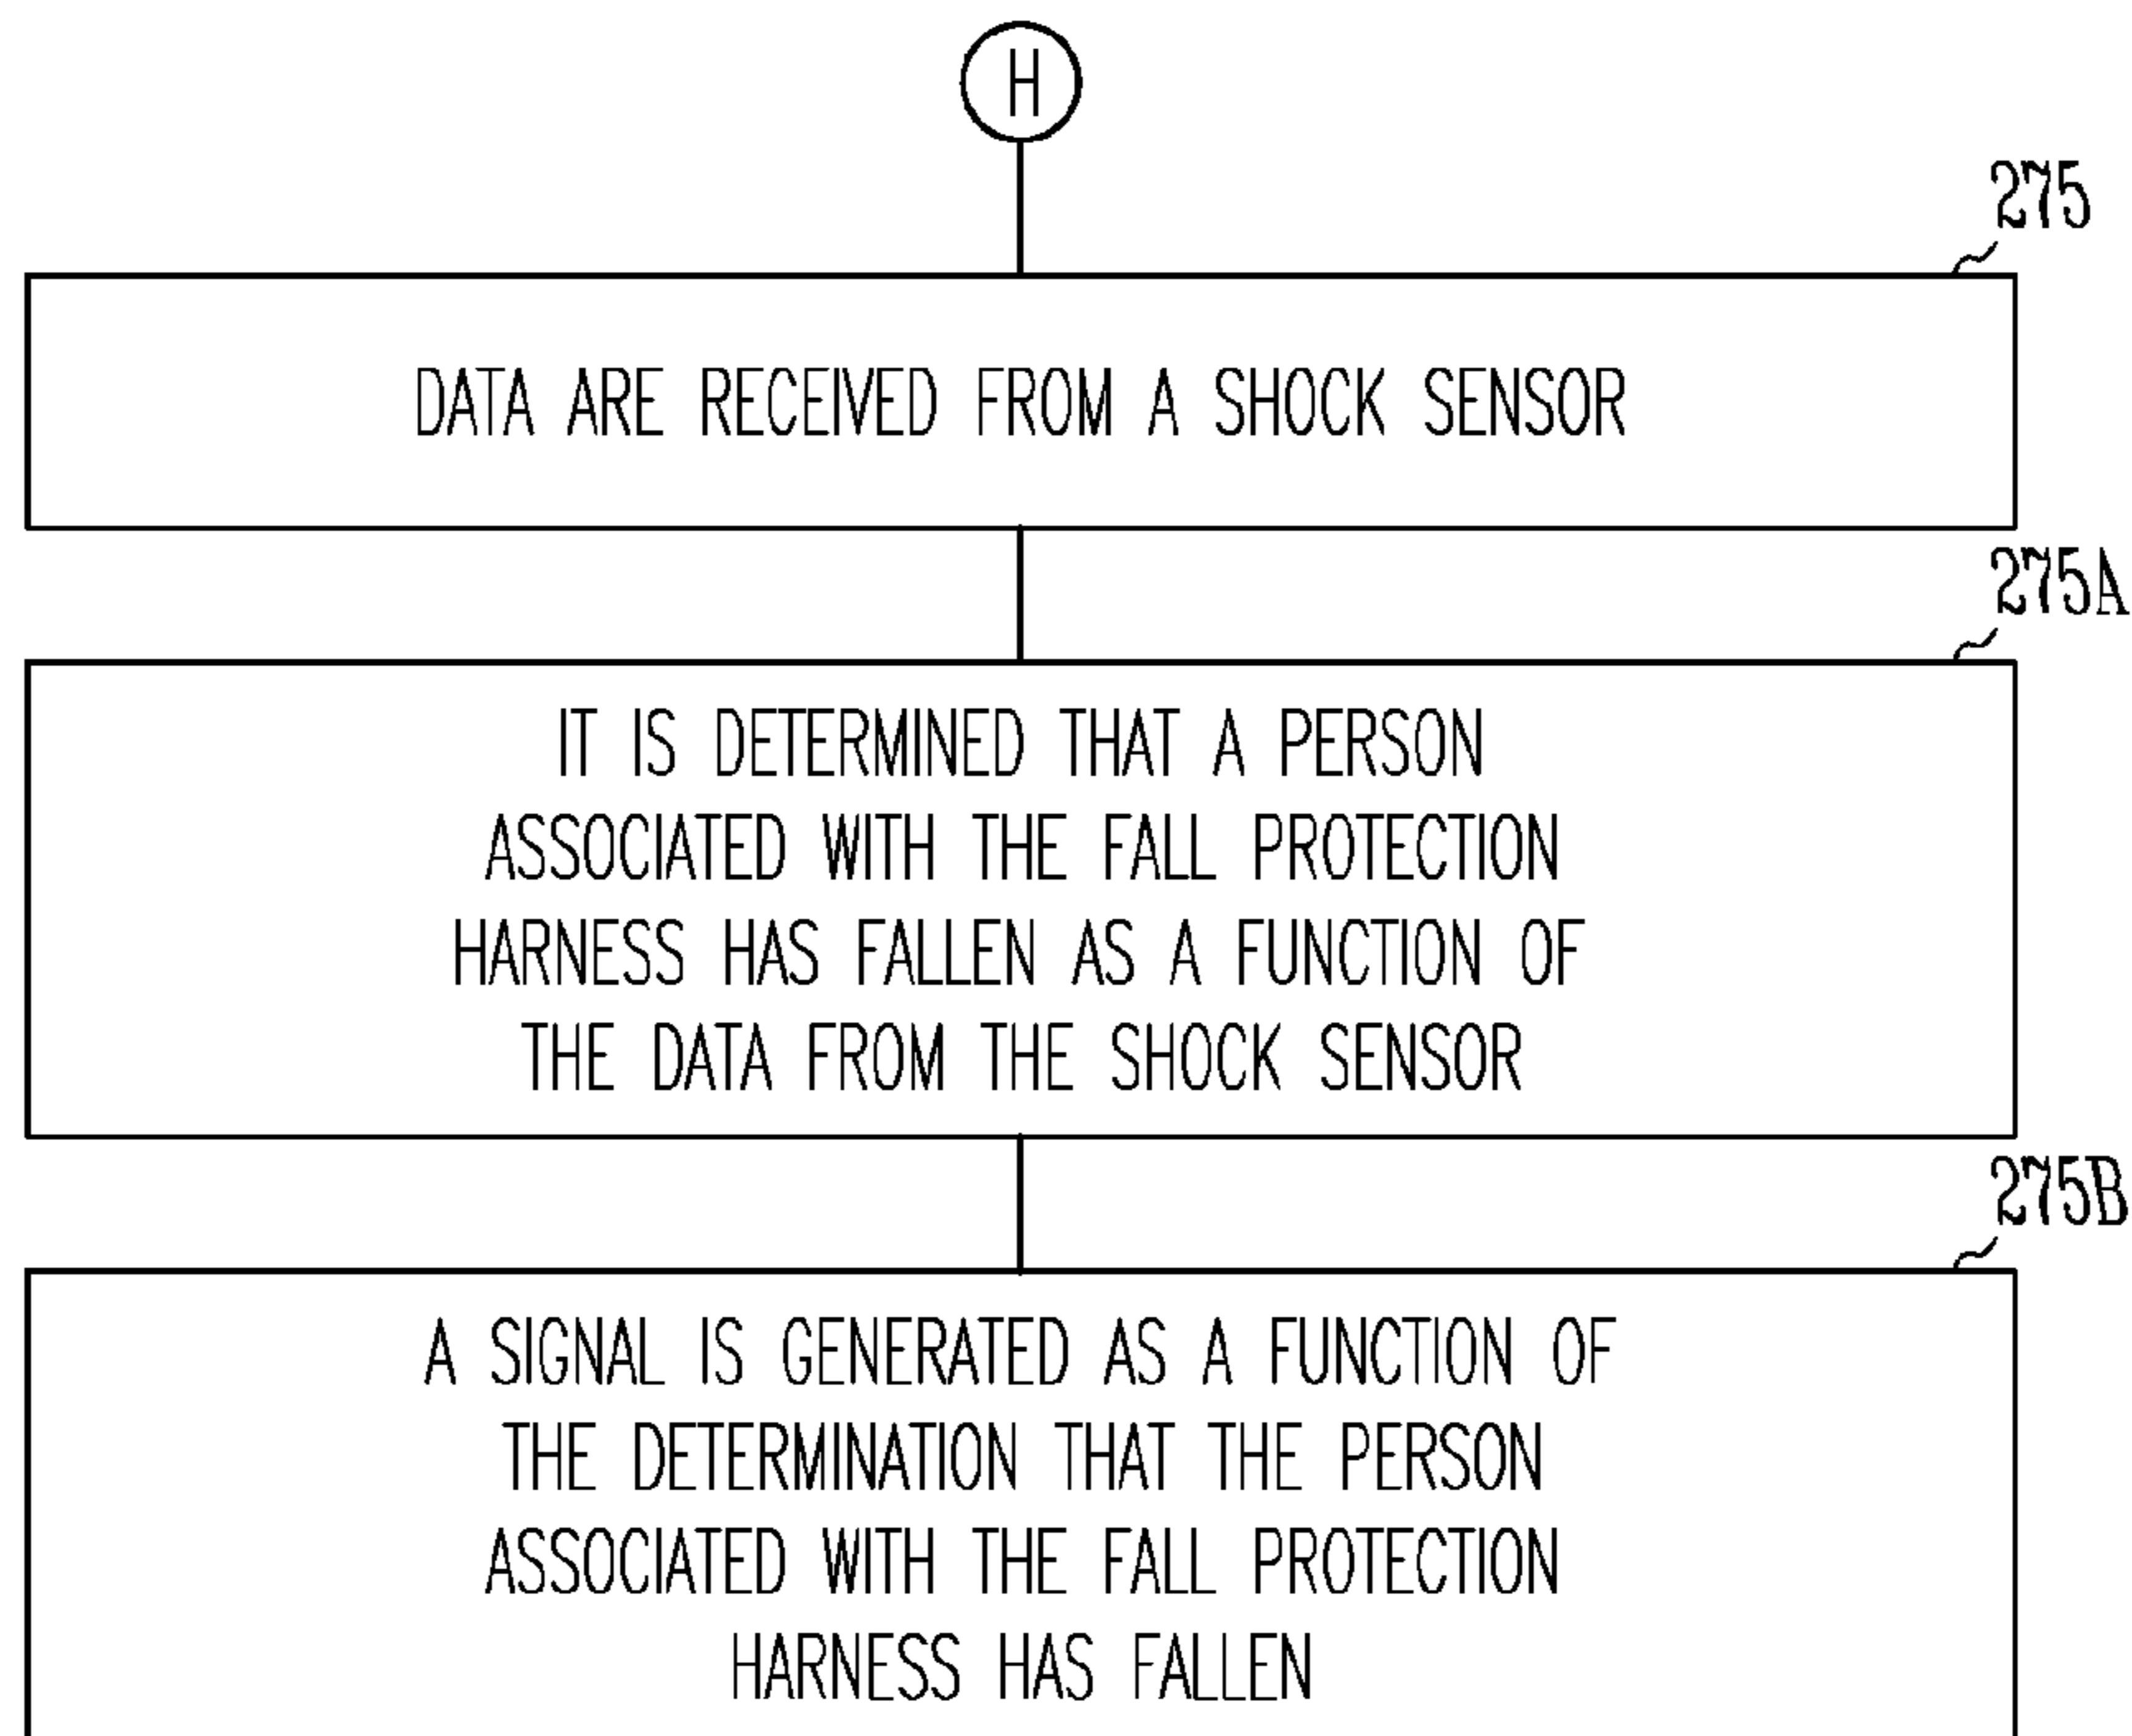 H
275
DATA ARE RECEIVED FROM A SHOCK SENSOR
275A
IT IS DETERMINED THAT A PERSON
ASSOCIATED WITH THE FALL PROTECTION
HARNESS HAS FALLEN AS A FUNCTION OF
THE DATA FROM THE SHOCK SENSOR
275B
A SIGNAL IS GENERATED AS A FUNCTION OF
THE DETERMINATION THAT THE PERSON
ASSOCIATED WITH THE FALL PROTECTION
HARNESS HAS FALLEN